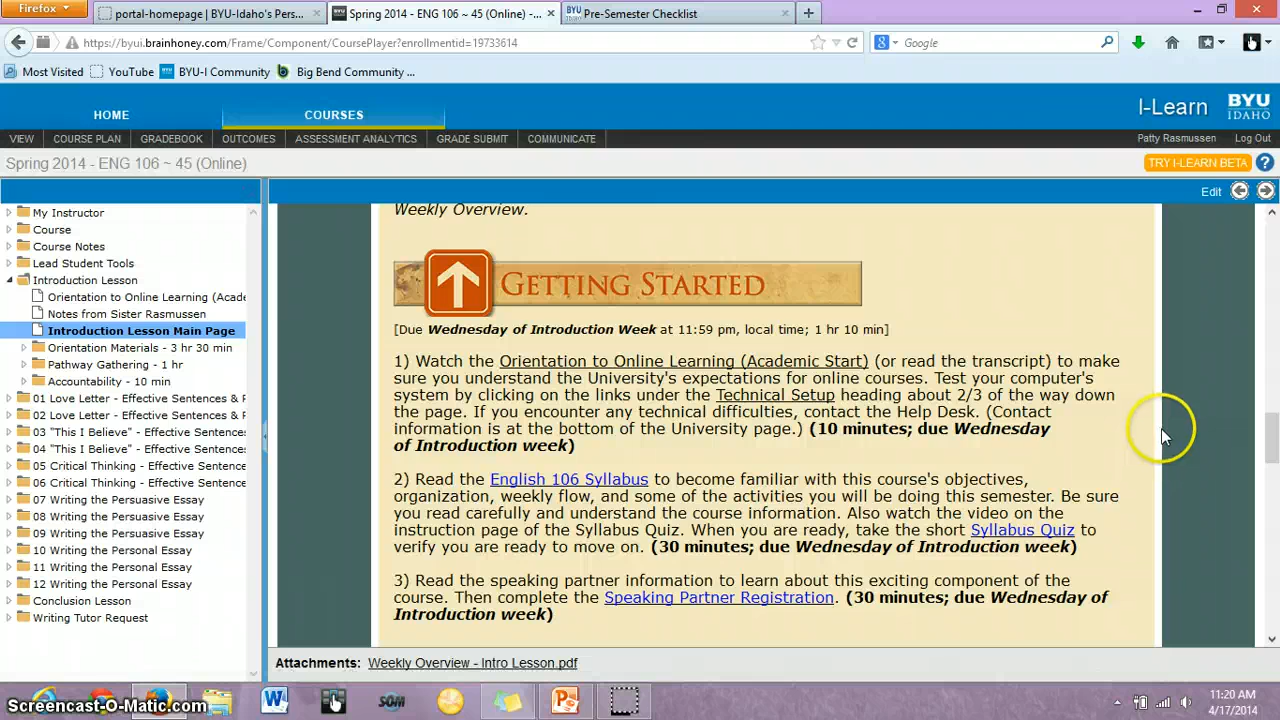 Firefox
portal-homepage | BYU-Idaho's Pers...
Spring 2014 - ENG 106 ~ 45 (Online) -...
BYU IDAHO Pre-Semester Checklist
https://byui.brainhoney.com/Frame/Component/CoursePlayer?enrollmentid=19733614
Google
Most Visited YouTube BYU-I Community Big Bend Community ...
HOME COURSES I-Learn BYU IDAHO
VIEW COURSE PLAN GRADEBOOK OUTCOMES ASSESSMENT ANALYTICS GRADE SUBMIT COMMUNICATE Patty Rasmussen Log Out
Spring 2014 - ENG 106 ~ 45 (Online) TRY I-LEARN BETA ?
Edit
My Instructor
Course
Course Notes
Lead Student Tools
Introduction Lesson
Orientation to Online Learning (Acade
Notes from Sister Rasmussen
Introduction Lesson Main Page
Orientation Materials - 3 hr 30 min
Pathway Gathering - 1 hr
Accountability - 10 min
01 Love Letter - Effective Sentences & P
02 Love Letter - Effective Sentences & P
03 "This I Believe" - Effective Sentences
04 "This I Believe" - Effective Sentences
05 Critical Thinking - Effective Sentence
06 Critical Thinking - Effective Sentence
07 Writing the Persuasive Essay
08 Writing the Persuasive Essay
09 Writing the Persuasive Essay
10 Writing the Personal Essay
11 Writing the Personal Essay
12 Writing the Personal Essay
Conclusion Lesson
Writing Tutor Request
Weekly Overview.
GETTING STARTED
[Due Wednesday of Introduction Week at 11:59 pm, local time; 1 hr 10 min]
1) Watch the Orientation to Online Learning (Academic Start) (or read the transcript) to make
sure you understand the University's expectations for online courses. Test your computer's
system by clicking on the links under the Technical Setup heading about 2/3 of the way down
the page. If you encounter any technical difficulties, contact the Help Desk. (Contact
information is at the bottom of the University page.) (10 minutes; due Wednesday
of Introduction week)
2) Read the English 106 Syllabus to become familiar with this course's objectives,
organization, weekly flow, and some of the activities you will be doing this semester. Be sure
you read carefully and understand the course information. Also watch the video on the
instruction page of the Syllabus Quiz. When you are ready, take the short Syllabus Quiz to
verify you are ready to move on. (30 minutes; due Wednesday of Introduction week)
3) Read the speaking partner information to learn about this exciting component of the
course. Then complete the Speaking Partner Registration. (30 minutes; due Wednesday of
Introduction week)
Attachments: Weekly Overview - Intro Lesson.pdf
Screencast-O-Matic.com
SOM
11:20 AM
4/17/2014